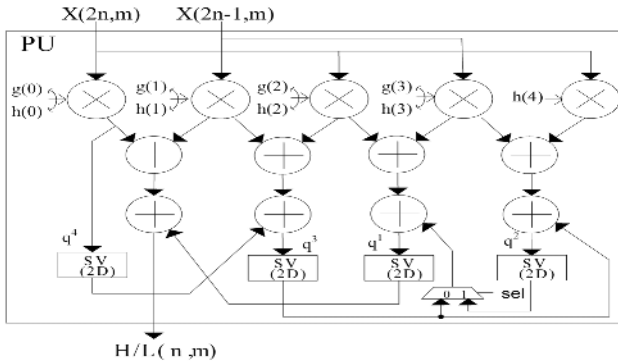 X(2n,m) X(2n-1,m)
PU
g(0) g(1) g(2) g(3)
h(0) h(1) h(2) h(3) h(4)
q⁴ q³ q¹ q²
SV SV SV SV
(2D) (2D) (2D) (2D)
0 1 sel
H/L(n,m)